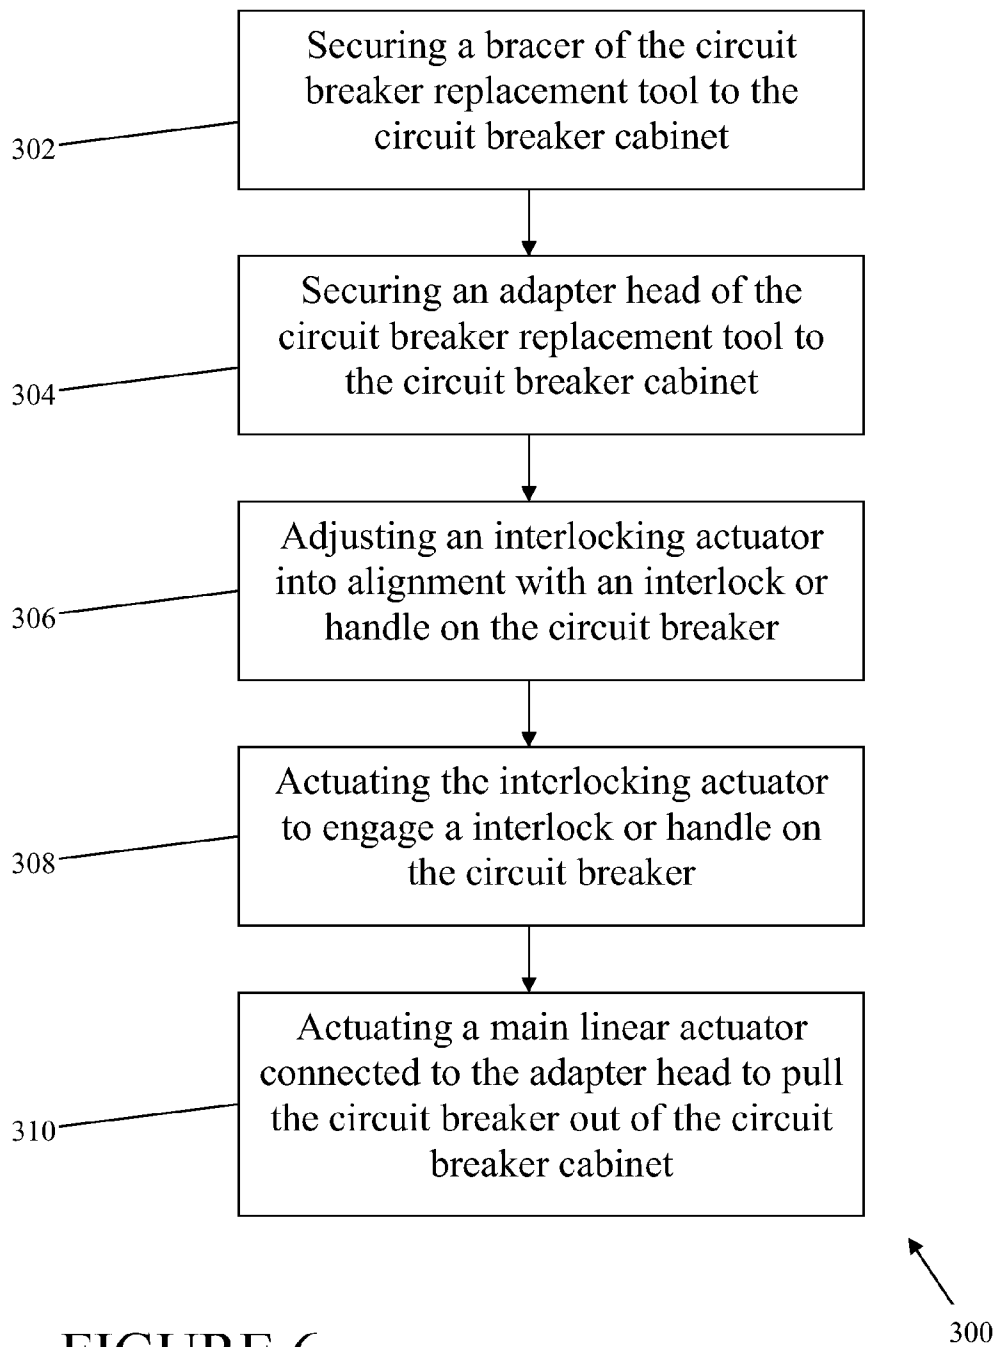 Securing a bracer of the circuit
breaker replacement tool to the
circuit breaker cabinet
302
Securing an adapter head of the
circuit breaker replacement tool to
the circuit breaker cabinet
304
Adjusting an interlocking actuator
into alignment with an interlock or
handle on the circuit breaker
306
Actuating the interlocking actuator
to engage a interlock or handle on
the circuit breaker
308
Actuating a main linear actuator
connected to the adapter head to pull
the circuit breaker out of the circuit
breaker cabinet
310
300
FIGURE 6